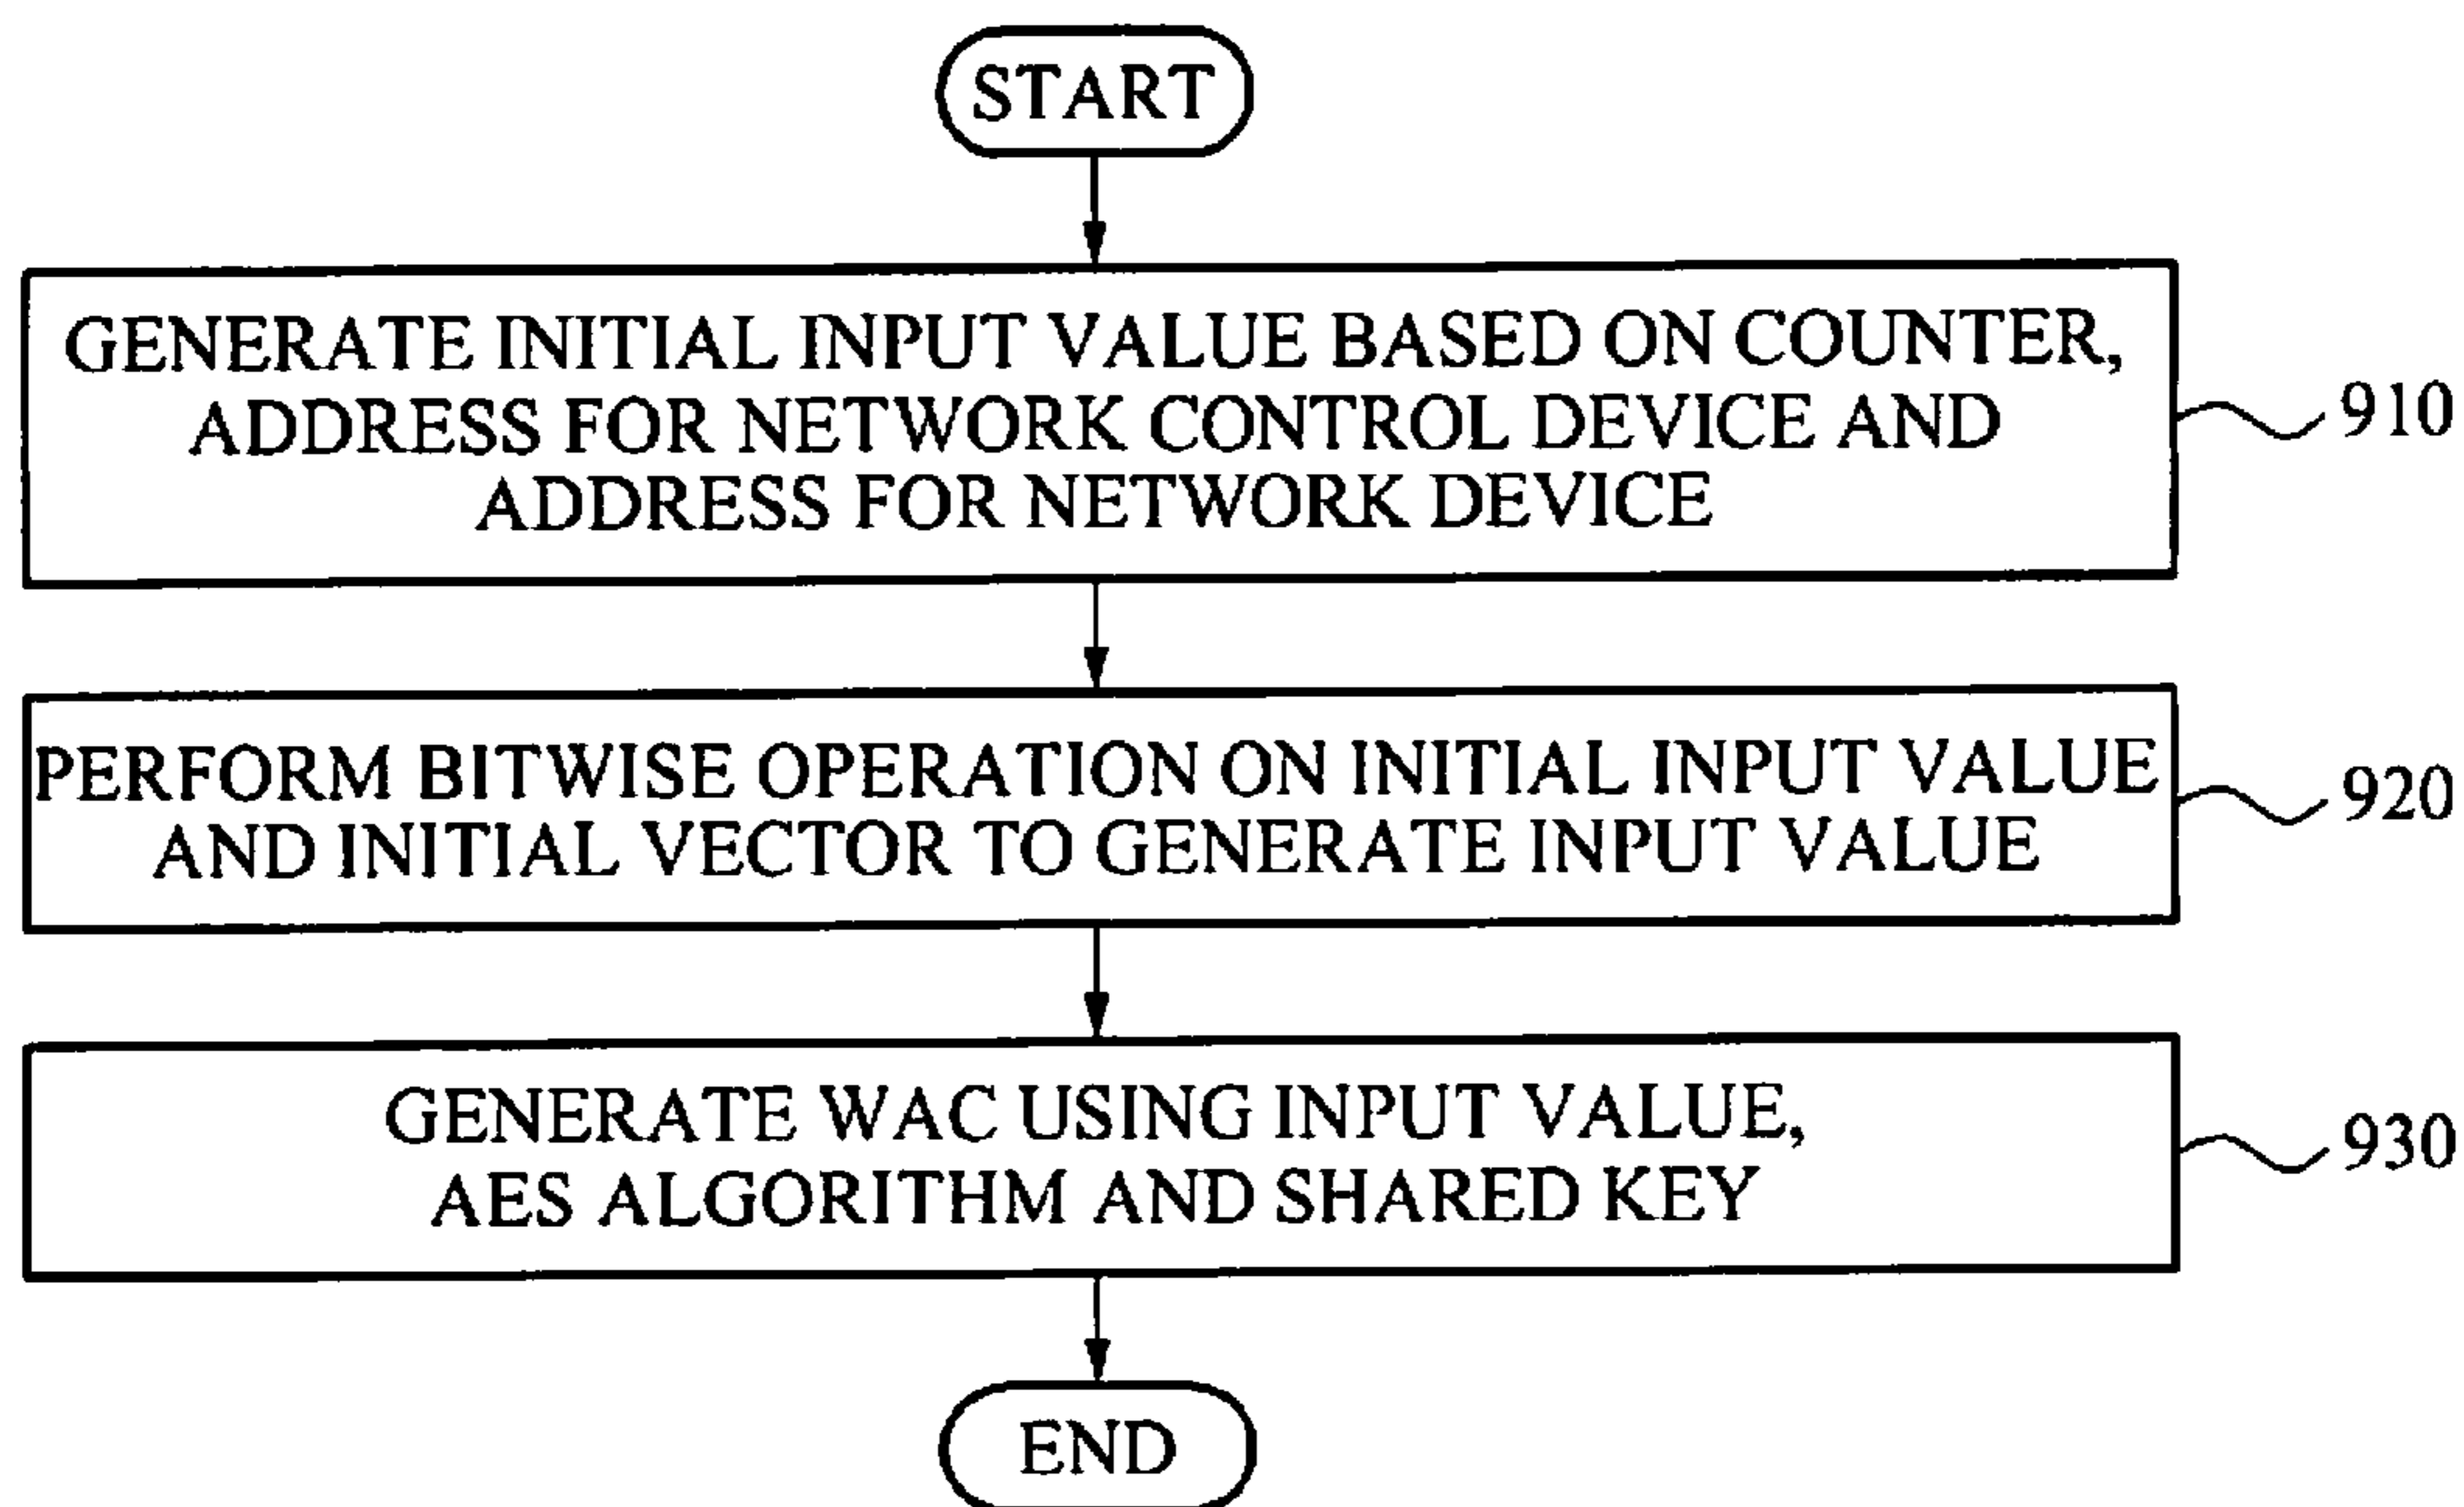 START
GENERATE INITIAL INPUT VALUE BASED ON COUNTER,
ADDRESS FOR NETWORK CONTROL DEVICE AND
ADDRESS FOR NETWORK DEVICE
910
PERFORM BITWISE OPERATION ON INITIAL INPUT VALUE
AND INITIAL VECTOR TO GENERATE INPUT VALUE
920
GENERATE WAC USING INPUT VALUE,
AES ALGORITHM AND SHARED KEY
930
END